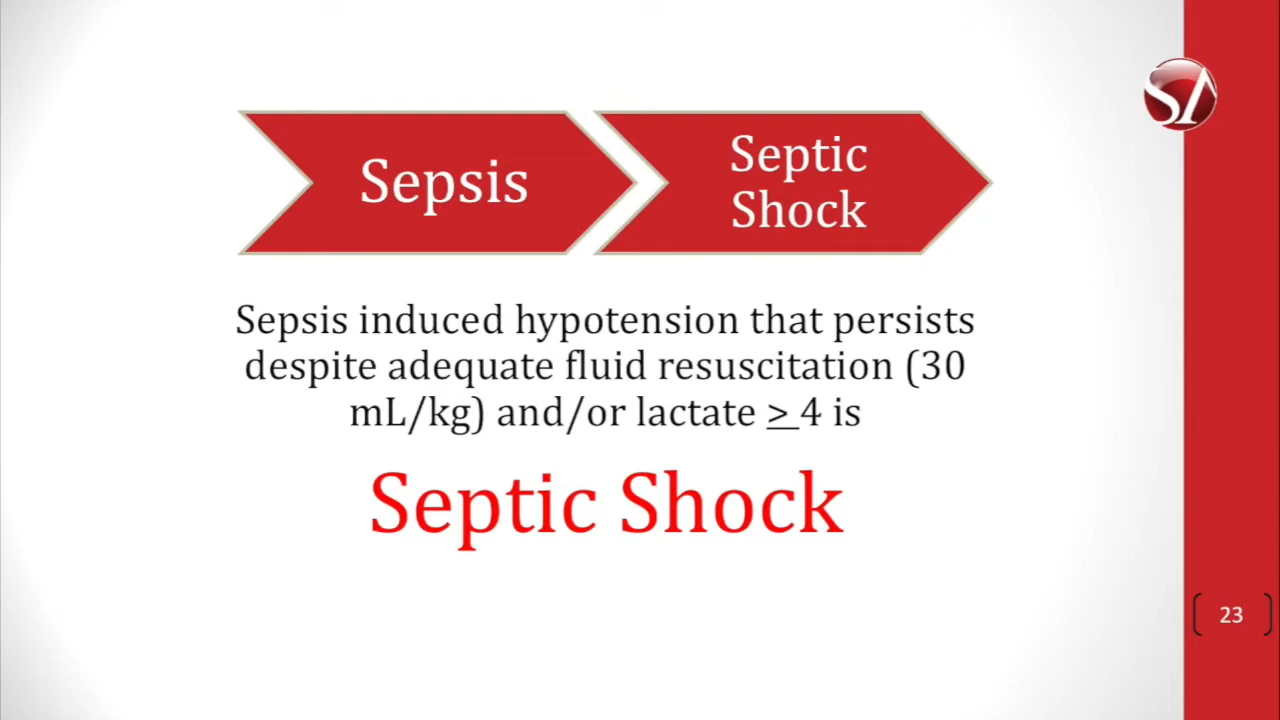 SA
Sepsis
Septic
Shock
Sepsis induced hypotension that persists
despite adequate fluid resuscitation (30
mL/kg) and/or lactate ≥ 4 is
Septic Shock
23